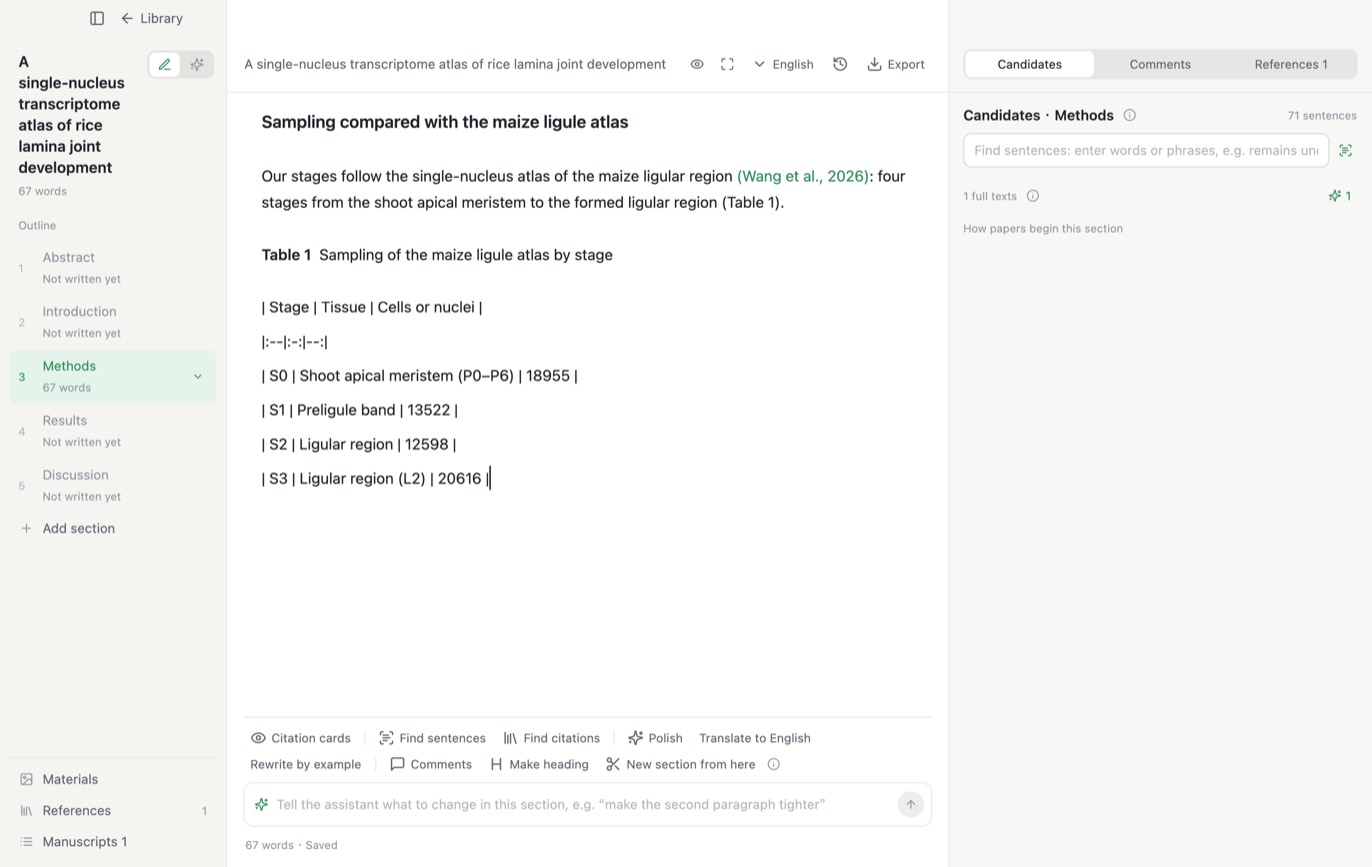 Library
A
single-nucleus
transcriptome
atlas of rice
lamina joint
development
67 words
Outline
1
Abstract
Not written yet
2
Introduction
Not written yet
3
Methods
67 words
4
Results
Not written yet
5
Discussion
Not written yet
Add section
Materials
References 1
Manuscripts 1
A single-nucleus transcriptome atlas of rice lamina joint development
English
Export
Sampling compared with the maize ligule atlas
Our stages follow the single-nucleus atlas of the maize ligular region (Wang et al., 2026): four
stages from the shoot apical meristem to the formed ligular region (Table 1).
Table 1 Sampling of the maize ligule atlas by stage
| Stage | Tissue | Cells or nuclei |
|:--|:-:|--:|
| S0 | Shoot apical meristem (P0–P6) | 18955 |
| S1 | Preligule band | 13522 |
| S2 | Ligular region | 12598 |
| S3 | Ligular region (L2) | 20616 |
Citation cards
Find sentences
Find citations
Polish
Translate to English
Rewrite by example
Comments
Make heading
New section from here
Tell the assistant what to change in this section, e.g. “make the second paragraph tighter”
67 words · Saved
Candidates
Comments
References 1
Candidates · Methods
71 sentences
Find sentences: enter words or phrases, e.g. remains
1 full texts
1
How papers begin this section